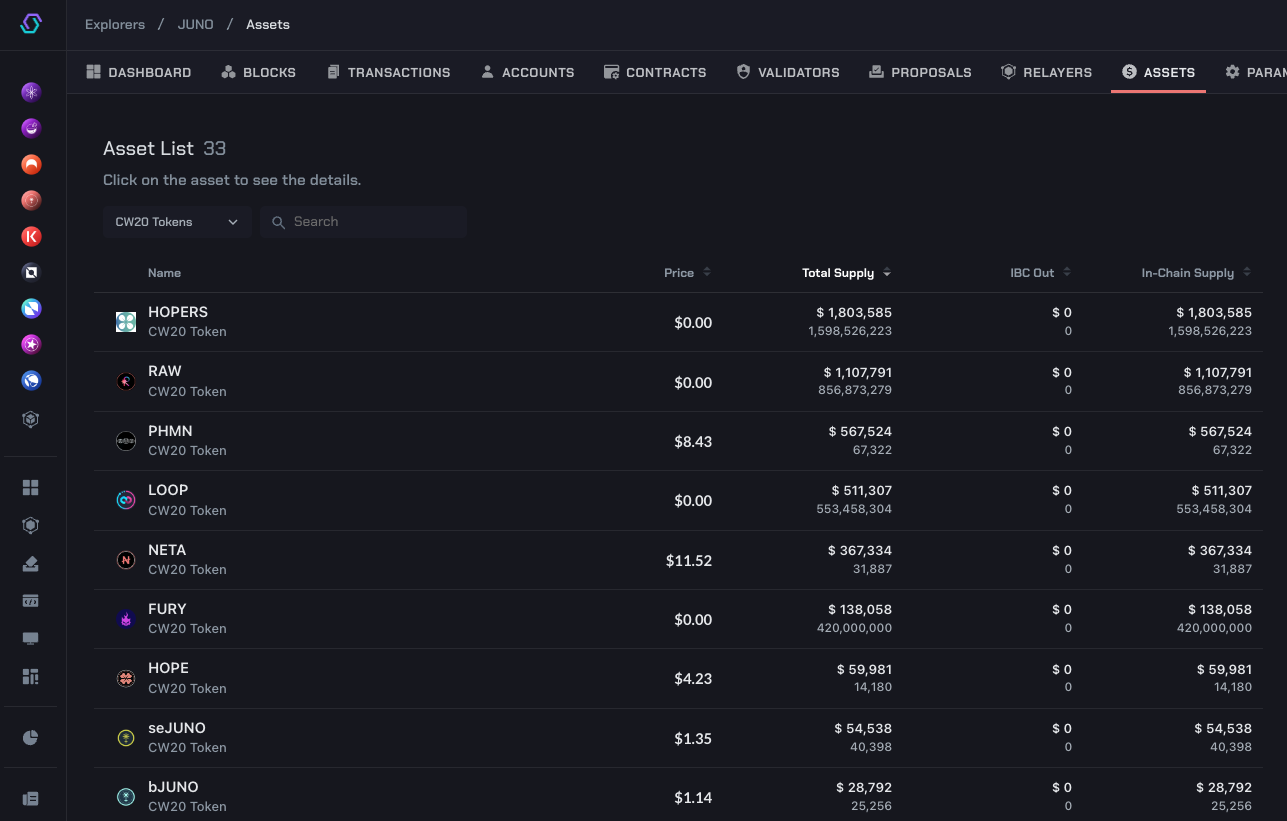 Explorers / JUNO / Assets
DASHBOARD BLOCKS TRANSACTIONS ACCOUNTS CONTRACTS VALIDATORS PROPOSALS RELAYERS ASSETS PARAM
Asset List 33
Click on the asset to see the details.
CW20 Tokens Search
Name Price Total Supply IBC Out In-Chain Supply
HOPERS $ 1,803,585 $ 0 $ 1,803,585
CW20 Token $0.00 1,598,526,223 0 1,598,526,223
RAW $ 1,107,791 $ 0 $ 1,107,791
CW20 Token $0.00 856,873,279 0 856,873,279
PHMN $ 567,524 $ 0 $ 567,524
CW20 Token $8.43 67,322 0 67,322
LOOP $ 511,307 $ 0 $ 511,307
CW20 Token $0.00 553,458,304 0 553,458,304
NETA $ 367,334 $ 0 $ 367,334
CW20 Token $11.52 31,887 0 31,887
FURY $ 138,058 $ 0 $ 138,058
CW20 Token $0.00 420,000,000 0 420,000,000
HOPE $ 59,981 $ 0 $ 59,981
CW20 Token $4.23 14,180 0 14,180
seJUNO $ 54,538 $ 0 $ 54,538
CW20 Token $1.35 40,398 0 40,398
bJUNO $ 28,792 $ 0 $ 28,792
CW20 Token $1.14 25,256 0 25,256